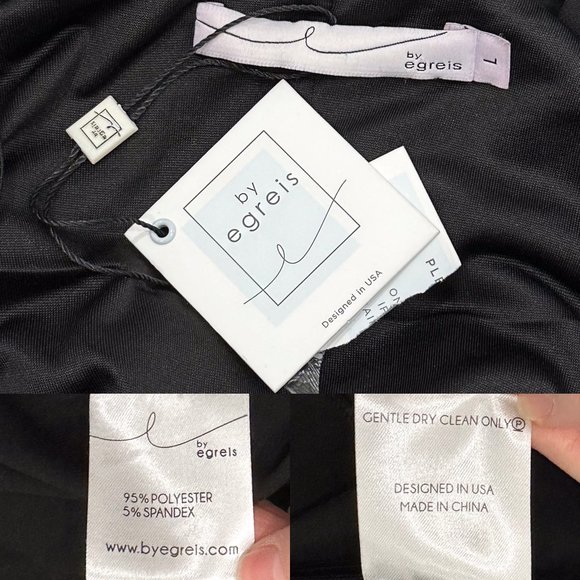 by
egreis
L
by
egreis
Designed in USA
by
egreis
95% POLYESTER
5% SPANDEX
www.byegreis.com
GENTLE DRY CLEAN ONLY Ⓟ
DESIGNED IN USA
MADE IN CHINA